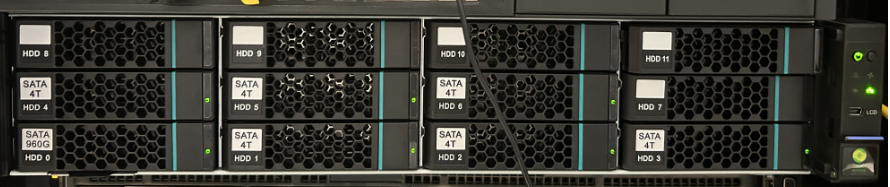 HDD 8
HDD 9
HDD 10
HDD 11
SATA
4T
HDD 4
SATA
4T
HDD 5
SATA
4T
HDD 6
HDD 7
LCD
SATA
960G
HDD 0
SATA
4T
HDD 1
SATA
4T
HDD 2
SATA
4T
HDD 3